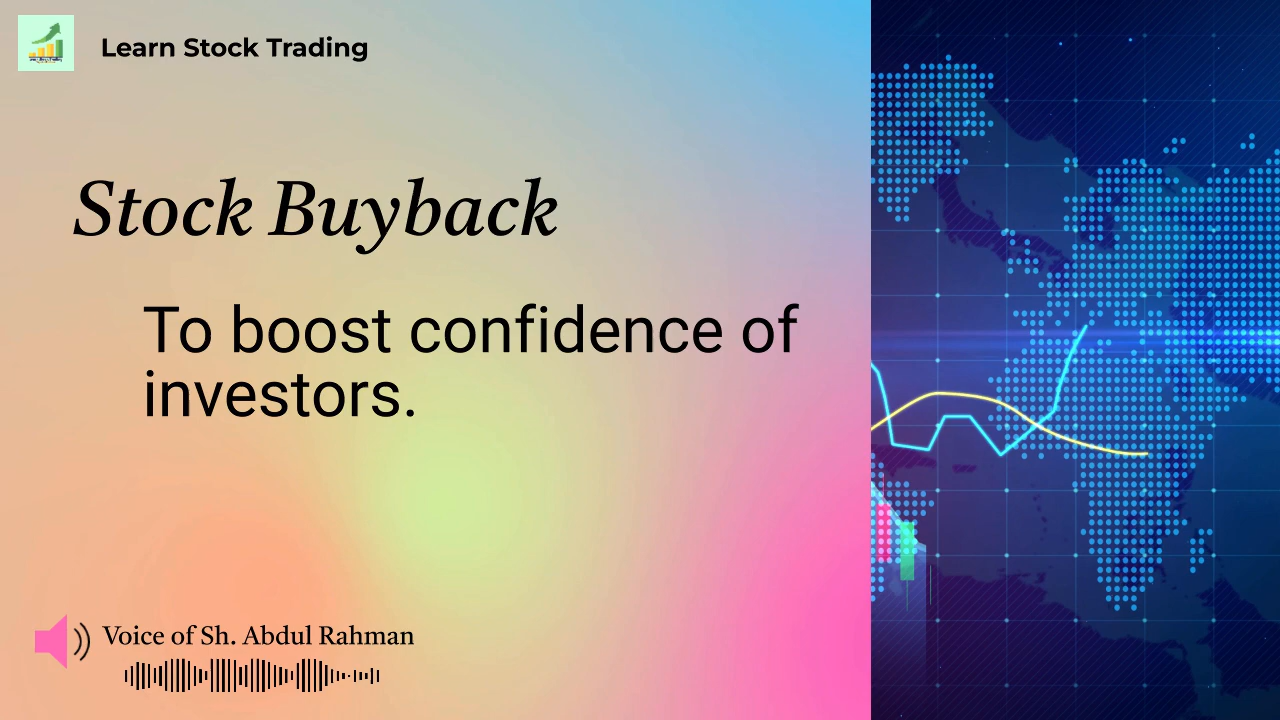 Learn Stock Trading
Stock Buyback
To boost confidence of
investors.
Voice of Sh. Abdul Rahman